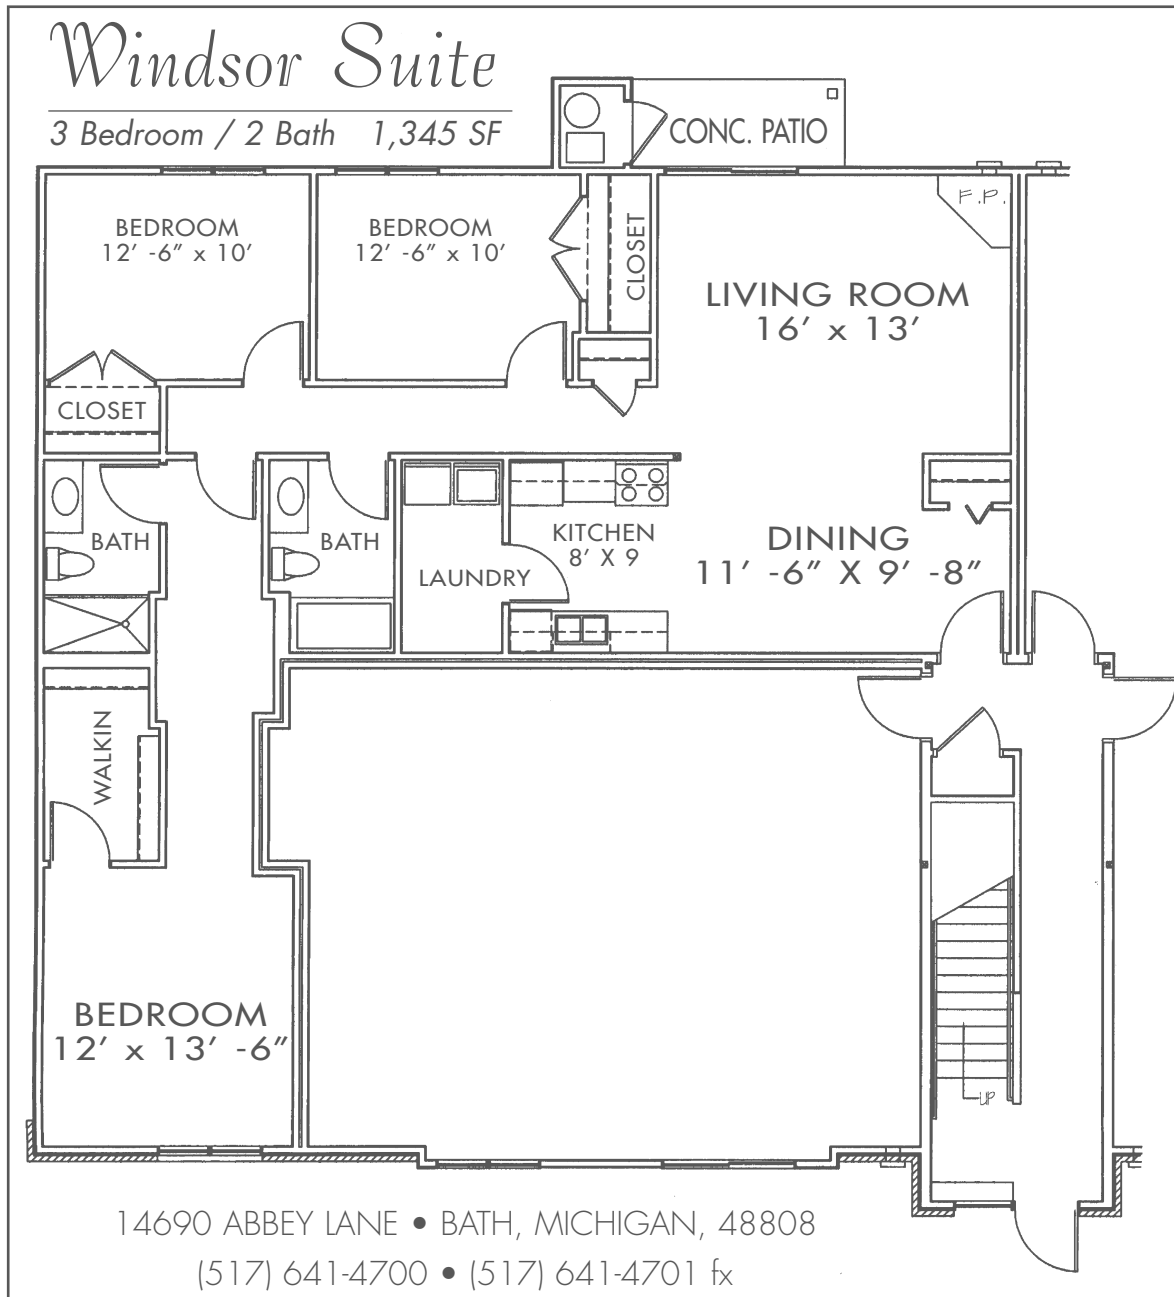 Windsor Suite
3 Bedroom / 2 Bath 1,345 SF
CONC. PATIO
F.P.
BEDROOM
12' -6" x 10'
BEDROOM
12' -6" x 10'
CLOSET
LIVING ROOM
16' x 13'
CLOSET
BATH
BATH
LAUNDRY
KITCHEN
8' X 9
DINING
11' -6" X 9' -8"
WALKIN
BEDROOM
12' x 13' -6"
UP
14690 ABBEY LANE • BATH, MICHIGAN, 48808
(517) 641-4700 • (517) 641-4701 fx